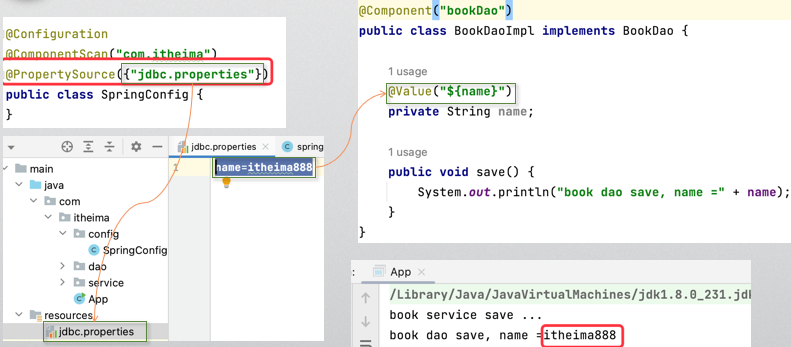 @Configuration
@ComponentScan("com.itheima")
@PropertySource({"jdbc.properties"})
public class SpringConfig {
}
jdbc.properties
spring
main
java
com
itheima
config
SpringConfig
dao
service
App
resources
jdbc.properties
1
name=itheima888
@Component("bookDao")
public class BookDaoImpl implements BookDao {
1 usage
@Value("${name}")
private String name;
1 usage
public void save() {
System.out.println("book dao save, name =" + name);
}
}
: App
/Library/Java/JavaVirtualMachines/jdk1.8.0_231.jdk
book service save ...
book dao save, name =itheima888